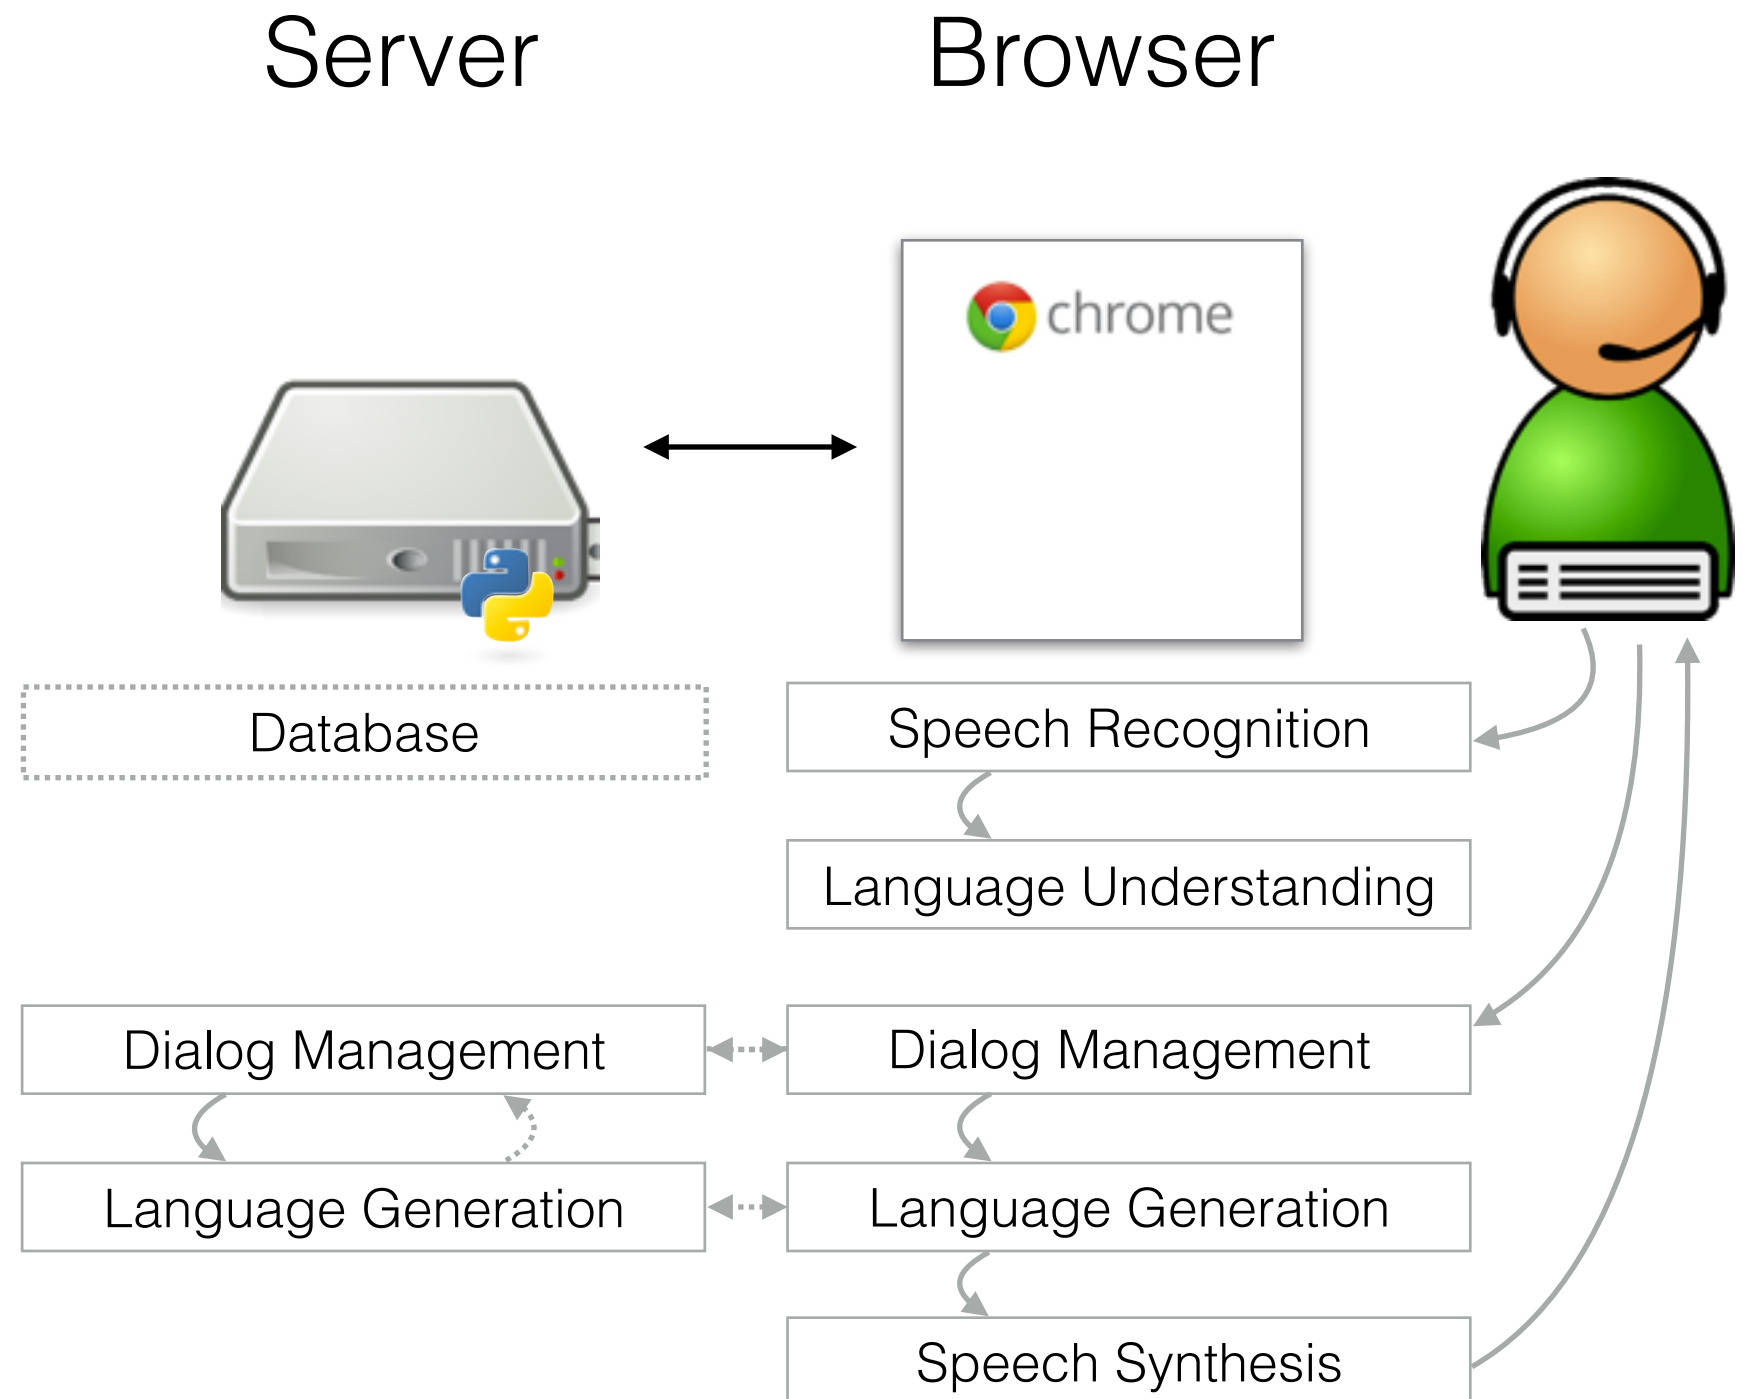 Server
Browser
chrome
Database
Speech Recognition
Language Understanding
Dialog Management
Dialog Management
Language Generation
Language Generation
Speech Synthesis